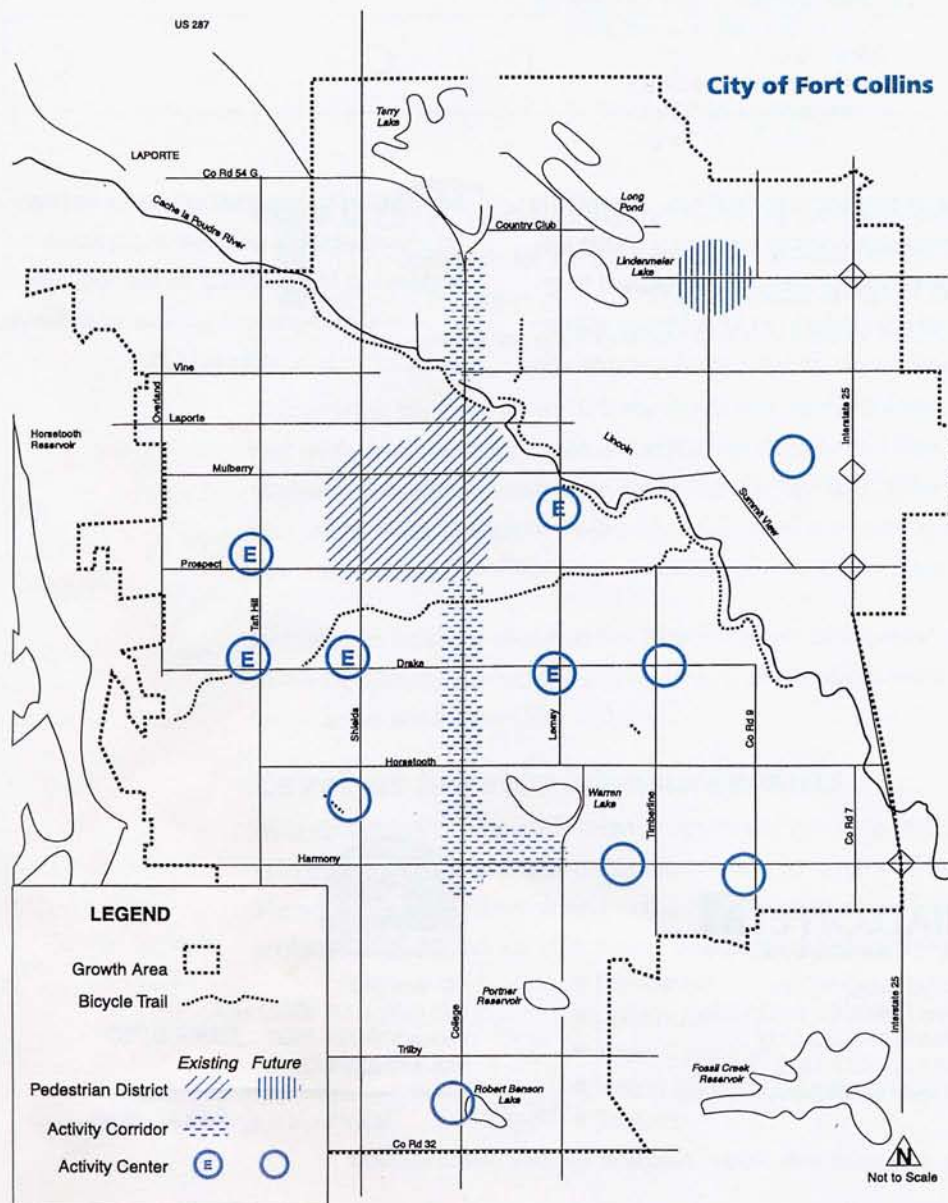 US 287
City of Fort Collins
Terry
Lake
LAPORTE
Co Rd 54 G
Cache la Poudre River
Long
Pond
Country Club
Lindenmeier
Lake
Vine
Overland
Laporte
Horsetooth
Reservoir
Interstate 25
Lincoln
Mulberry
Summit View
E
E
Prospect
Taft Hill
E
E
Drake
E
Shields
Lemay
Co Rd 9
Horsetooth
Warren
Lake
Timberline
Co Rd 7
Harmony
LEGEND
Growth Area
Bicycle Trail
Existing Future
Pedestrian District
Activity Corridor
Activity Center E
Portner
Reservoir
College
Trilby
Interstate 25
Fossil Creek
Reservoir
Robert Benson
Lake
Co Rd 32
N
Not to Scale